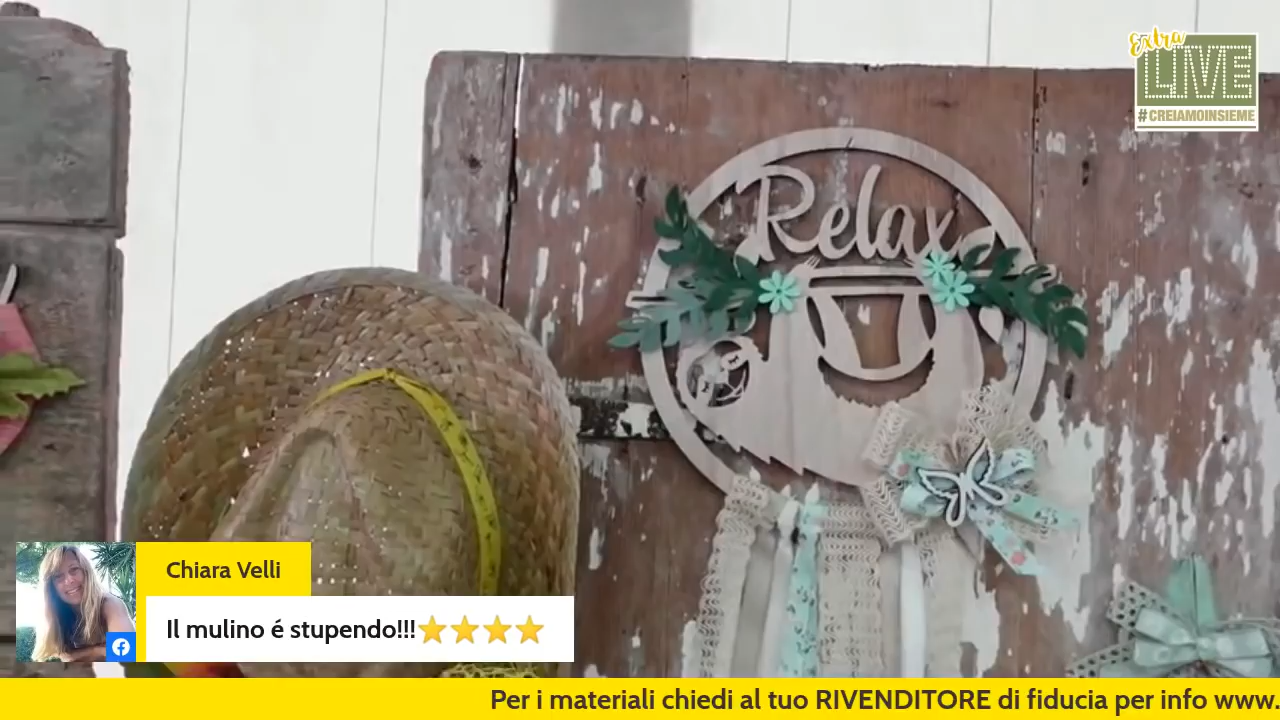 Extra
LIVE
#CREIAMOINSIEME
Relax
Chiara Velli
Il mulino é stupendo!!!⭐⭐⭐⭐
Per i materiali chiedi al tuo RIVENDITORE di fiducia per info www.